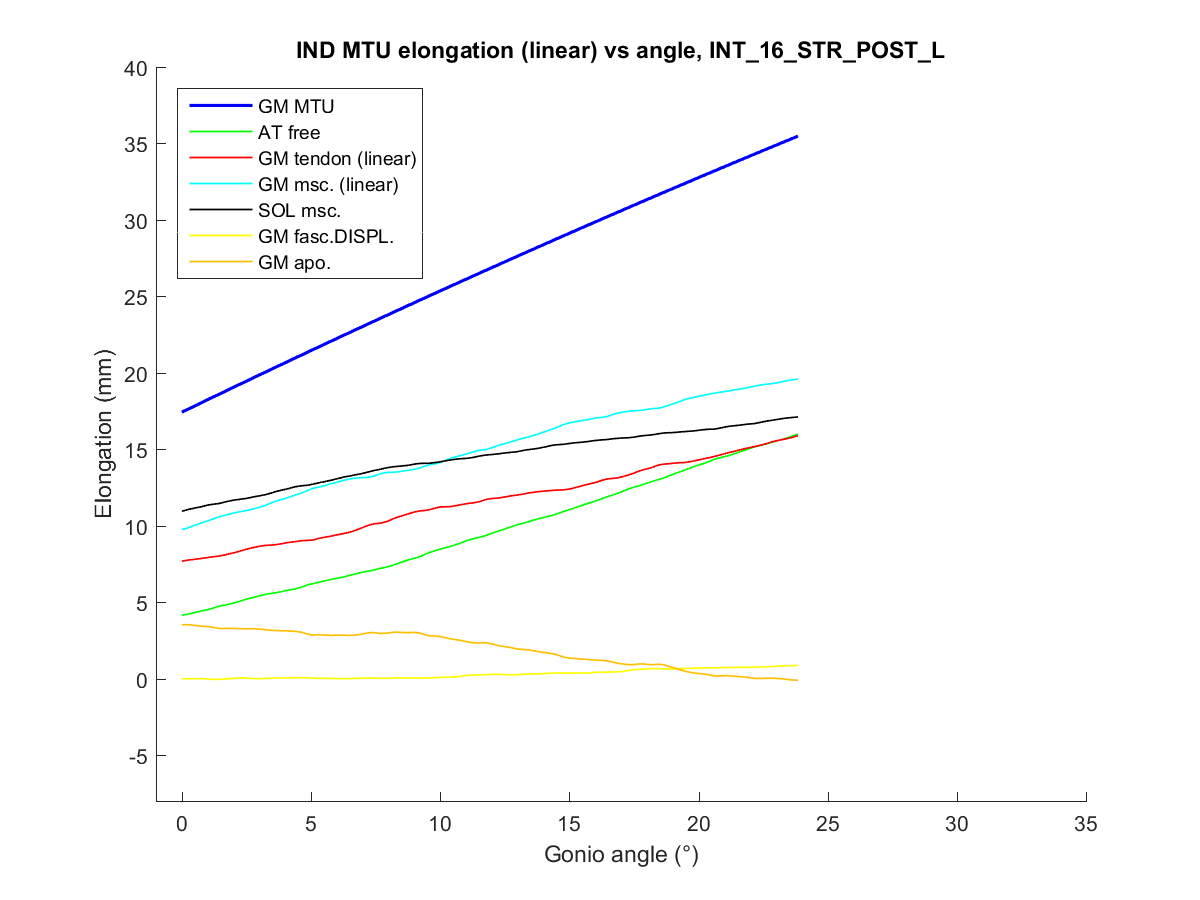 IND MTU elongation (linear) vs angle, INT_16_STR_POST_L
40
35
30
25
20
15
10
5
0
-5
Elongation (mm)
GM MTU
AT free
GM tendon (linear)
GM msc. (linear)
SOL msc.
GM fasc.DISPL.
GM apo.
0 5 10 15 20 25 30 35
Gonio angle (°)